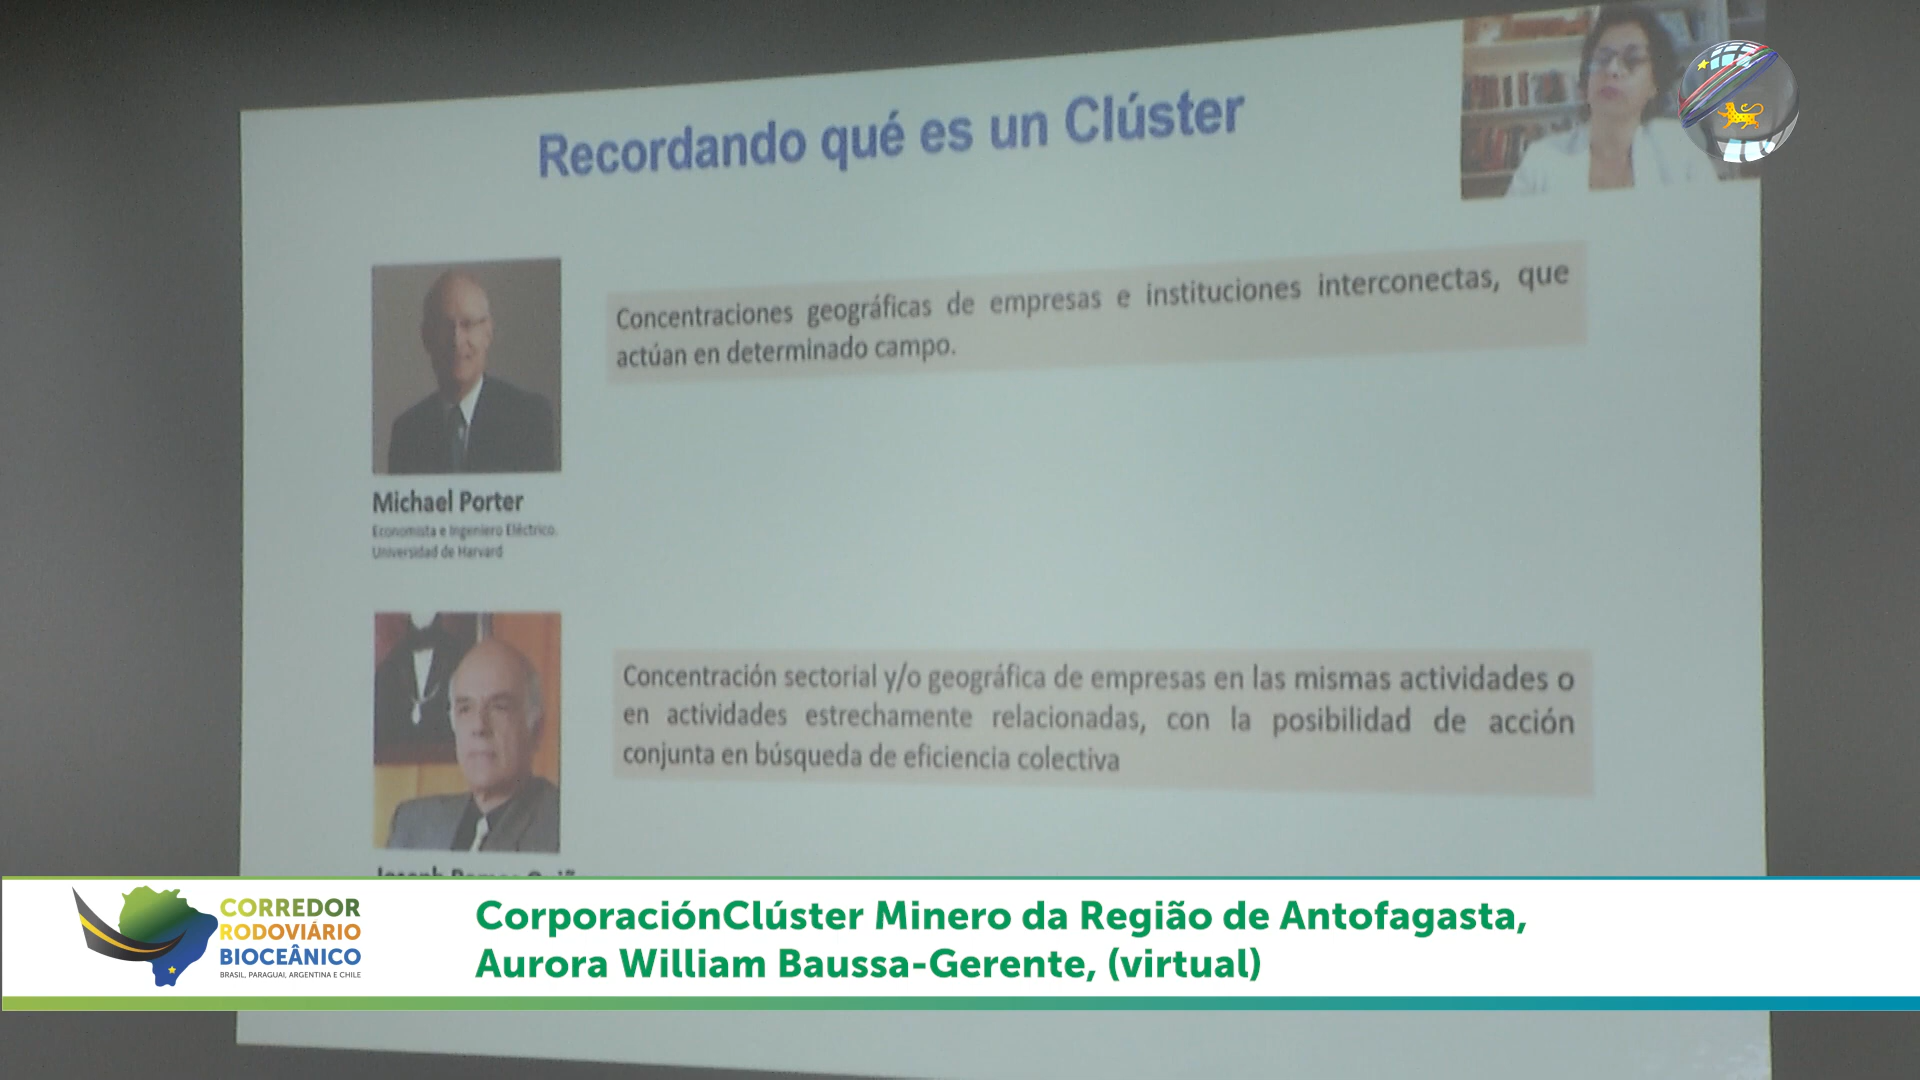 Recordando qué es un Clúster
Concentraciones geográficas de empresas e instituciones interconectas, que
actúan en determinado campo.
Michael Porter
Economista e Ingeniero Eléctrico.
Universidad de Harvard
Concentración sectorial y/o geográfica de empresas en las mismas actividades o
en actividades estrechamente relacionadas, con la posibilidad de acción
conjunta en búsqueda de eficiencia colectiva
Joseph Ramos
CORREDOR
RODOVIÁRIO
BIOCEÂNICO
BRASIL, PARAGUAI, ARGENTINA E CHILE
CorporaciónClúster Minero da Região de Antofagasta,
Aurora William Baussa-Gerente, (virtual)